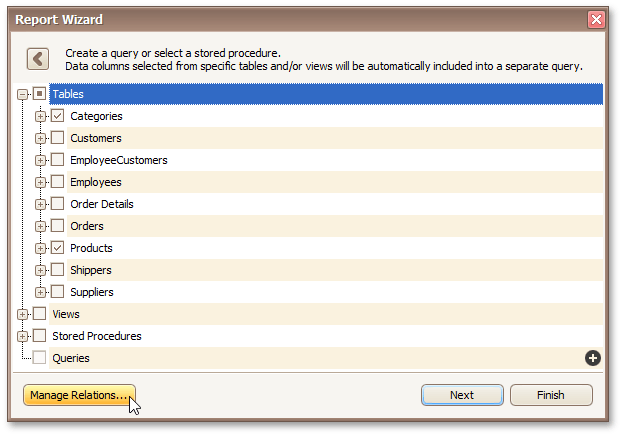 Report Wizard
Create a query or select a stored procedure.
Data columns selected from specific tables and/or views will be automatically included into a separate query.
Tables
Categories
Customers
EmployeeCustomers
Employees
Order Details
Orders
Products
Shippers
Suppliers
Views
Stored Procedures
Queries
Manage Relations... Next Finish